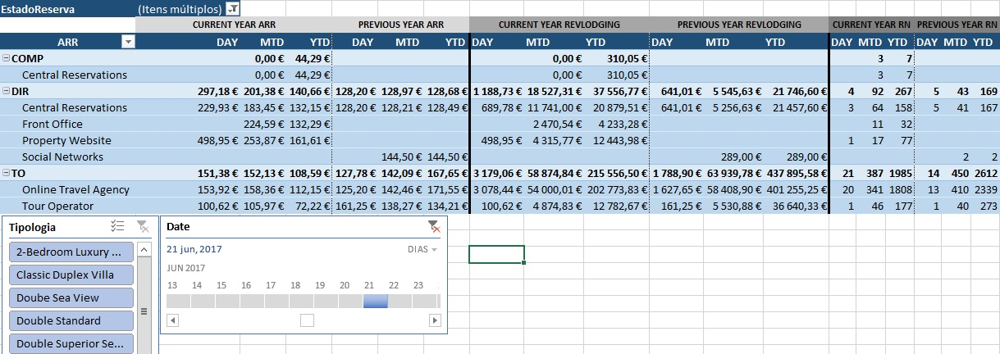 EstadoReserva (Itens múltiplos)
CURRENT YEAR ARR PREVIOUS YEAR ARR CURRENT YEAR REVLODGING PREVIOUS YEAR REVLODGING CURRENT YEAR RN PREVIOUS YEAR RN
ARR DAY MTD YTD DAY MTD YTD DAY MTD YTD DAY MTD YTD DAY MTD YTD DAY MTD YTD
COMP 0,00 € 44,29 € 0,00 € 310,05 € 3 7
Central Reservations 0,00 € 44,29 € 0,00 € 310,05 € 3 7
DIR 297,18 € 201,38 € 140,66 € 128,20 € 128,97 € 128,68 € 1 188,73 € 18 527,31 € 37 556,77 € 641,01 € 5 545,63 € 21 746,60 € 4 92 267 5 43 169
Central Reservations 229,93 € 183,45 € 132,15 € 128,20 € 128,21 € 128,49 € 689,78 € 11 741,00 € 20 879,51 € 641,01 € 5 256,63 € 21 457,60 € 3 64 158 5 41 167
Front Office 224,59 € 132,29 € 2 470,54 € 4 233,28 € 11 32
Property Website 498,95 € 253,87 € 161,61 € 498,95 € 4 315,77 € 12 443,98 € 1 17 77
Social Networks 144,50 € 144,50 € 289,00 € 289,00 € 2 2
TO 151,38 € 152,13 € 108,59 € 127,78 € 142,09 € 167,65 € 3 179,06 € 58 874,84 € 215 556,50 € 1 788,90 € 63 939,78 € 437 895,58 € 21 387 1985 14 450 2612
Online Travel Agency 153,92 € 158,36 € 112,15 € 125,20 € 142,46 € 171,55 € 3 078,44 € 54 000,01 € 202 773,83 € 1 627,65 € 58 408,90 € 401 255,25 € 20 341 1808 13 410 2339
Tour Operator 100,62 € 105,97 € 72,22 € 161,25 € 138,27 € 134,21 € 100,62 € 4 874,83 € 12 782,67 € 161,25 € 5 530,88 € 36 640,33 € 1 46 177 1 40 273
Tipologia
2-Bedroom Luxury ...
Classic Duplex Villa
Doube Sea View
Double Standard
Double Superior Se...
Date
21 jun, 2017 DIAS
JUN 2017
13 14 15 16 17 18 19 20 21 22 23